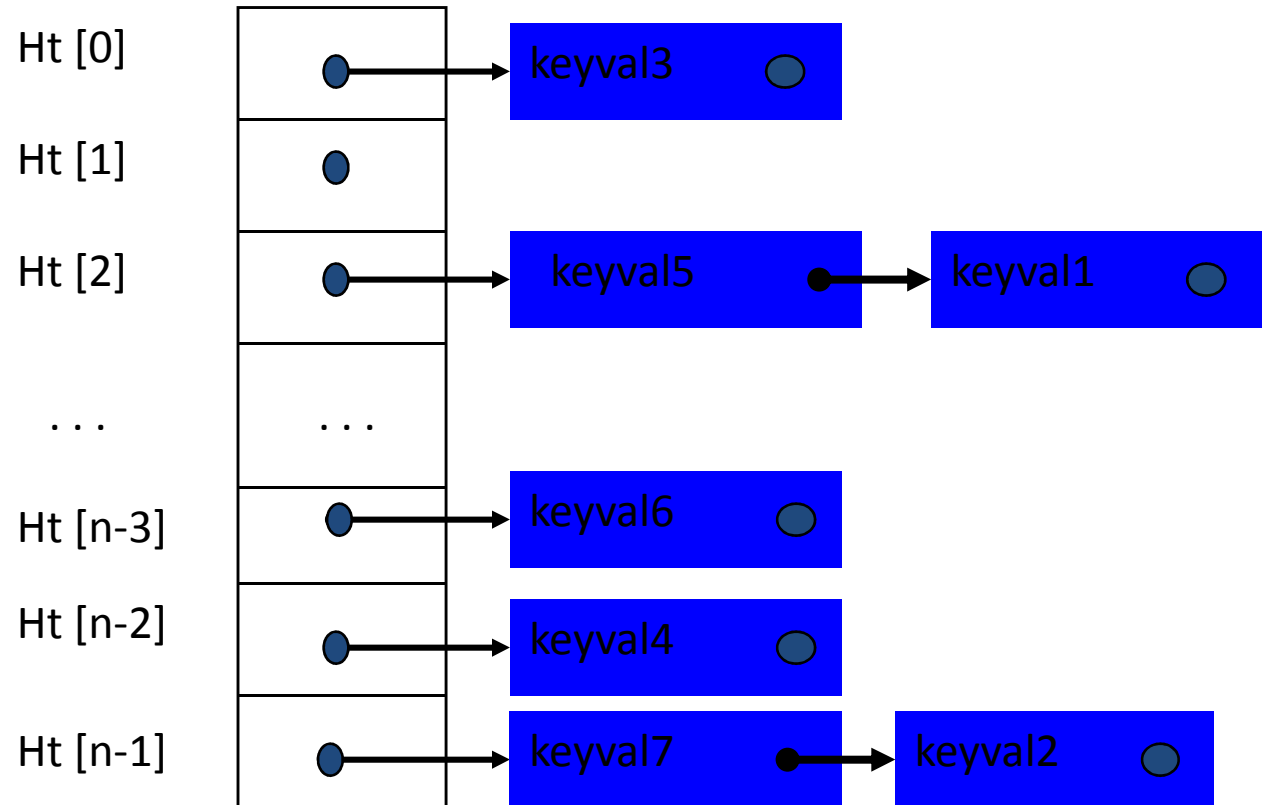 Ht [0] keyval3
Ht [1]
Ht [2] keyval5 keyval1
. . . . . .
Ht [n-3] keyval6
Ht [n-2] keyval4
Ht [n-1] keyval7 keyval2